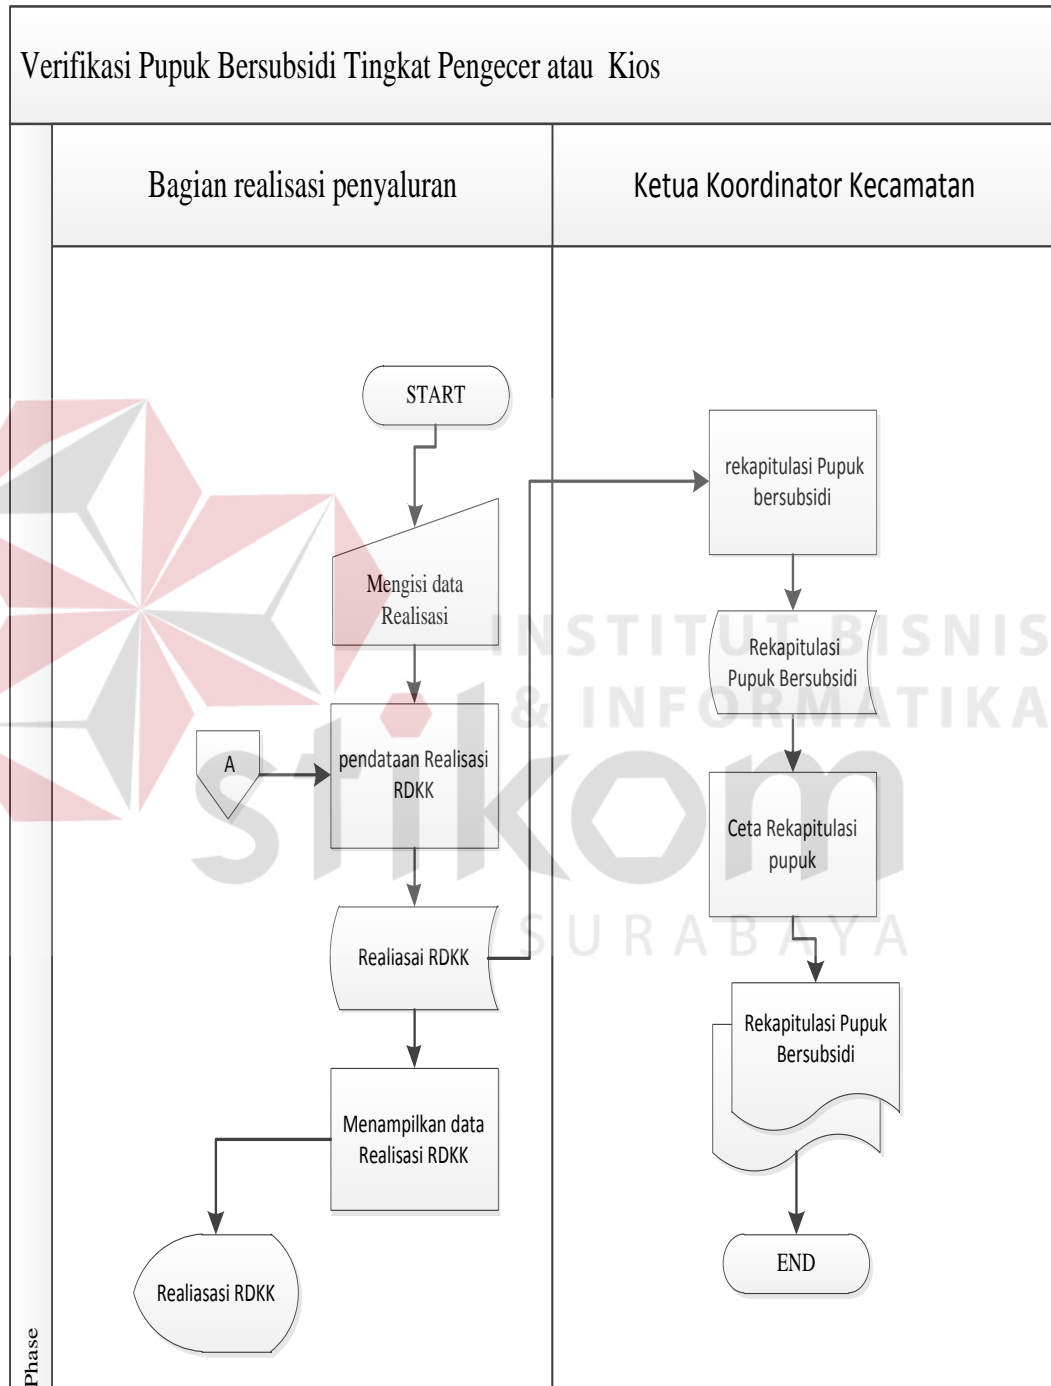 Verifikasi Pupuk Bersubsidi Tingkat Pengecer atau Kios
Bagian realisasi penyaluran
Ketua Koordinator Kecamatan
START
Mengisi data
Realisasi
A
pendataan Realisasi
RDKK
Realiasai RDKK
Menampilkan data
Realisasi RDKK
Realiasasi RDKK
rekapitulasi Pupuk
bersubsidi
Rekapitulasi
Pupuk Bersubsidi
Ceta Rekapitulasi
pupuk
Rekapitulasi Pupuk
Bersubsidi
END
Phase
INSTITUT BISNIS
& INFORMATIKA
stikom
SURABAYA